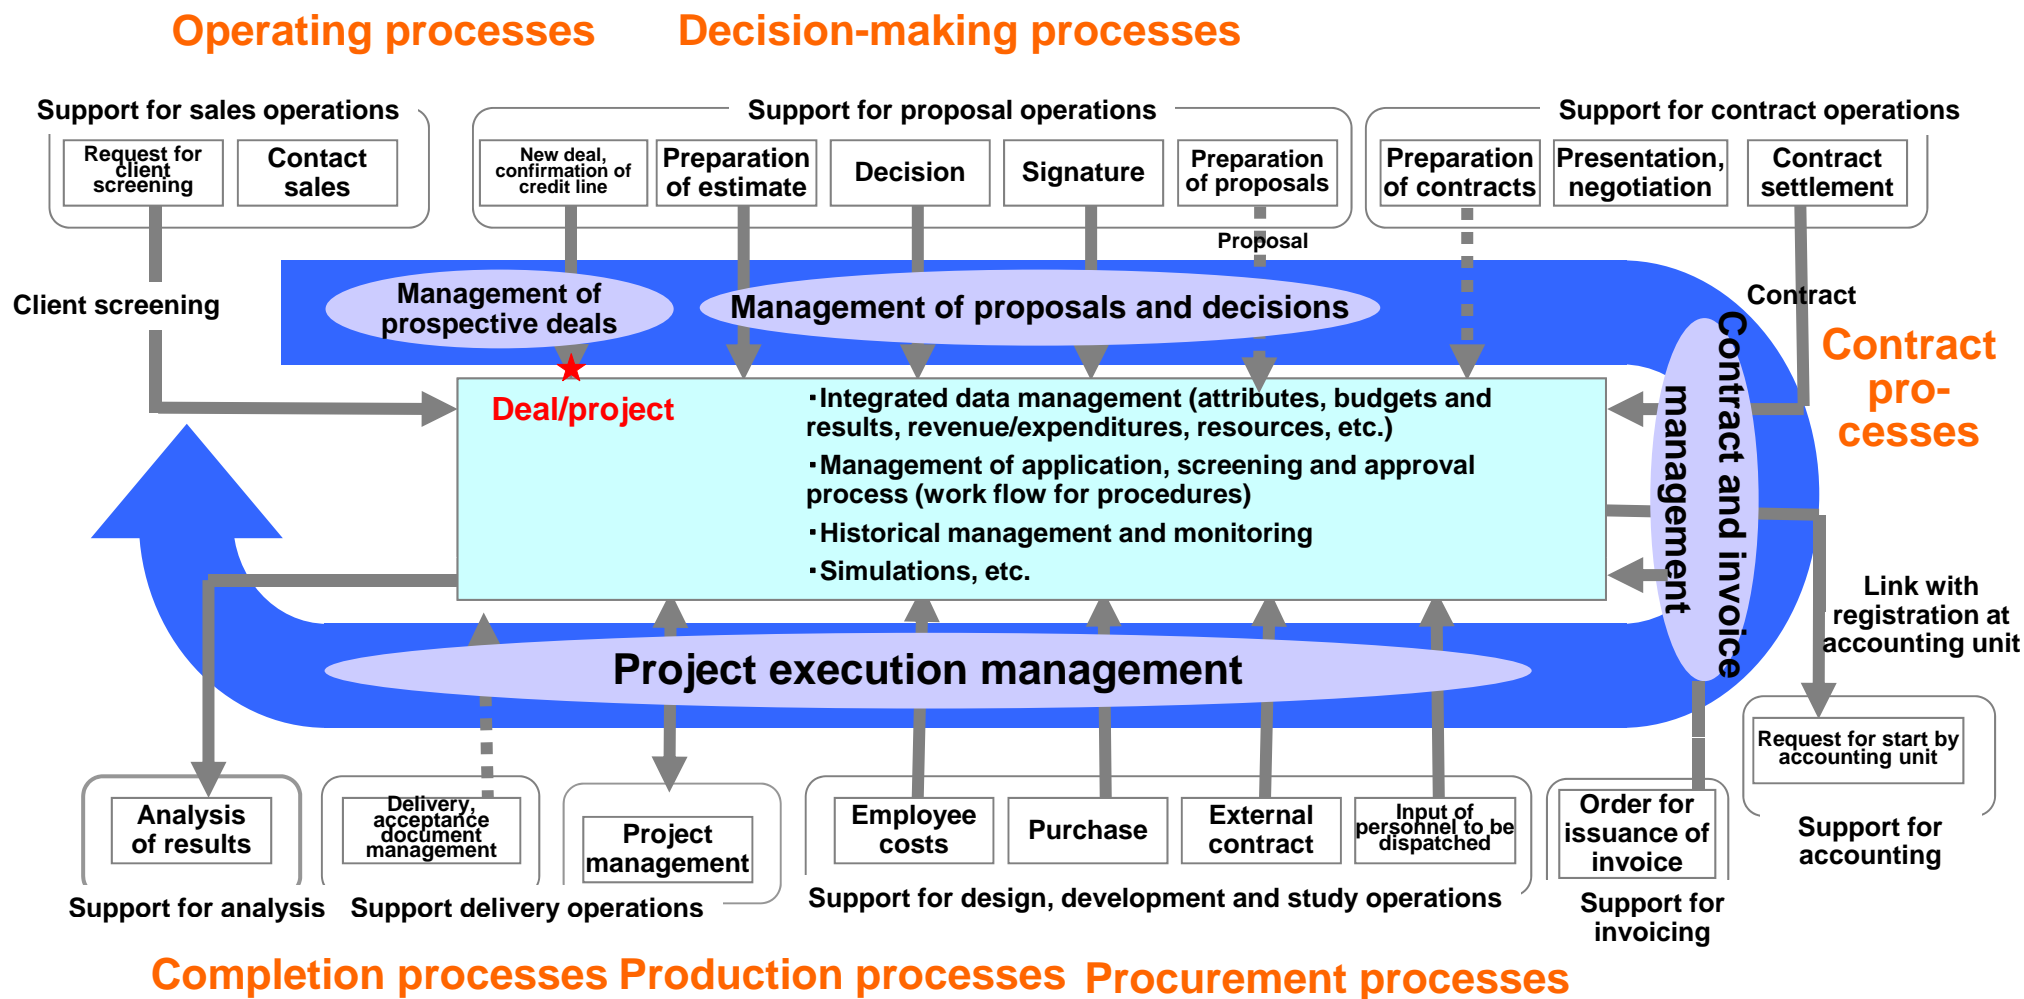 Operating processes
Decision-making processes
Support for sales operations
Support for proposal operations
Support for contract operations
Request for
client
screening
Contact
sales
New deal,
confirmation of
credit line
Preparation
of estimate
Decision
Signature
Preparation
of proposals
Preparation
of contracts
Presentation,
negotiation
Contract
settlement
Proposal
Client screening
Management of
prospective deals
Management of proposals and decisions
Contract
Contract and invoice
management
Contract
pro-
cesses
Deal/project
・Integrated data management (attributes, budgets and
results, revenue/expenditures, resources, etc.)
・Management of application, screening and approval
process (work flow for procedures)
・Historical management and monitoring
・Simulations, etc.
Link with
registration at
accounting unit
Project execution management
Request for start by
accounting unit
Support for
accounting
Analysis
of results
Delivery,
acceptance
document
management
Project
management
Employee
costs
Purchase
External
contract
Input of
personnel to be
dispatched
Order for
issuance of
invoice
Support for analysis
Support delivery operations
Support for design, development and study operations
Support for
invoicing
Completion processes
Production processes
Procurement processes